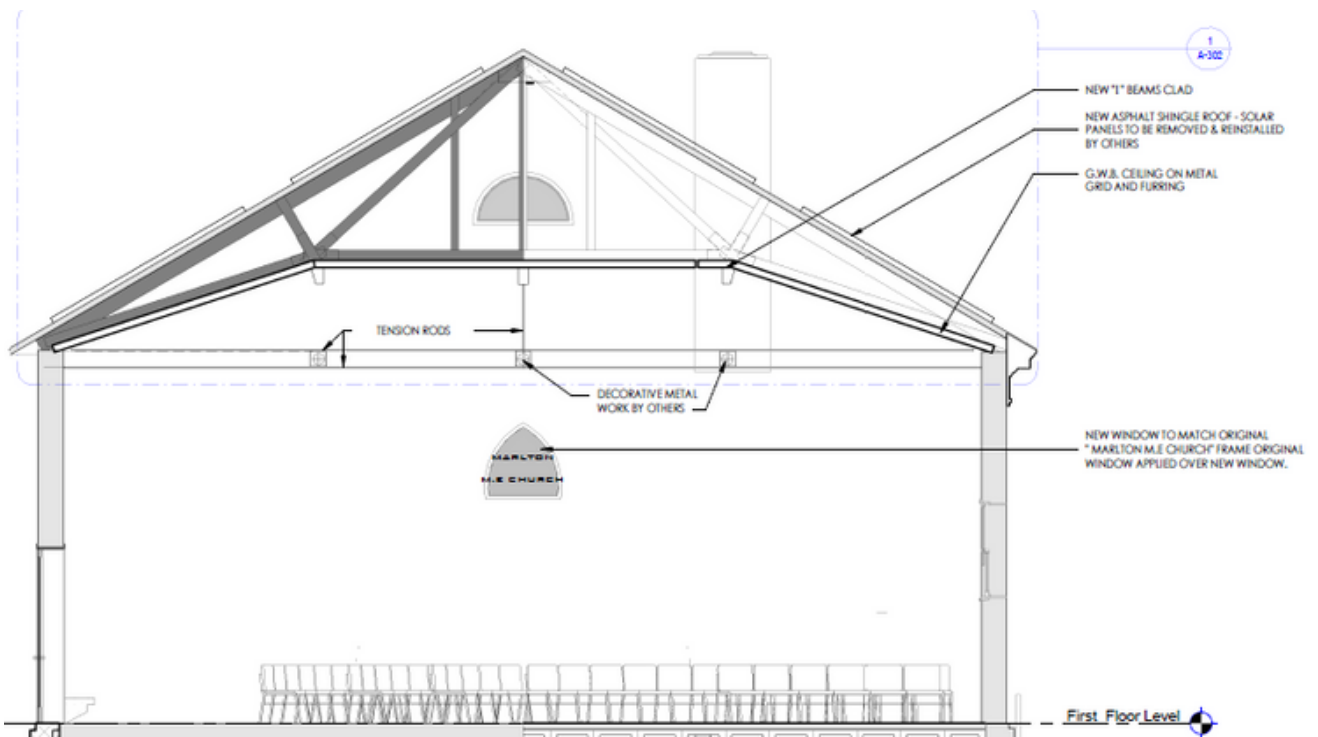 1
A-302
NEW "I" BEAMS CLAD
NEW ASPHALT SHINGLE ROOF - SOLAR
PANELS TO BE REMOVED & REINSTALLED
BY OTHERS
G.W.B. CEILING ON METAL
GRID AND FURRING
TENSION RODS
DECORATIVE METAL
WORK BY OTHERS
NEW WINDOW TO MATCH ORIGINAL
" MARLTON M.E CHURCH" FRAME ORIGINAL
WINDOW APPLIED OVER NEW WINDOW.
MARLTON
M.E CHURCH
First Floor Level